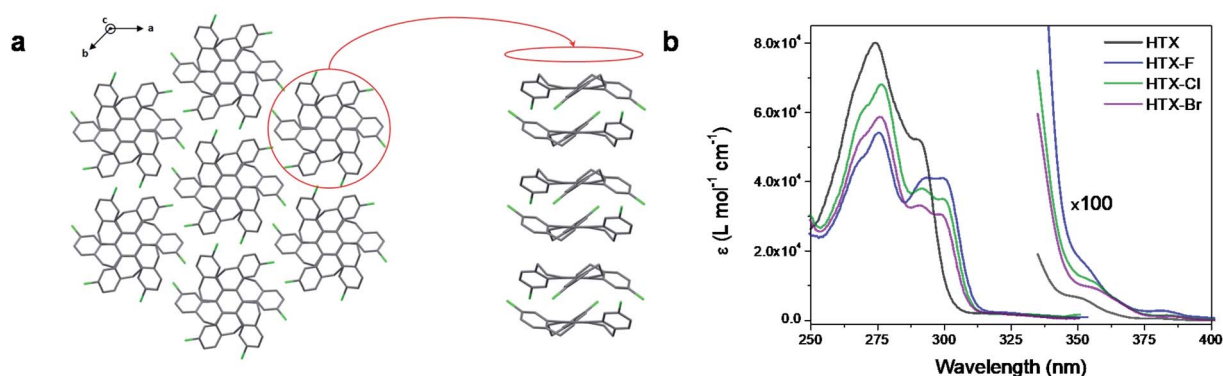 a
c
a
b
b
ε (L mol⁻¹ cm⁻¹)
8.0x10⁴
6.0x10⁴
4.0x10⁴
2.0x10⁴
0.0
HTX
HTX-F
HTX-Cl
HTX-Br
x100
250 275 300 325 350 375 400
Wavelength (nm)